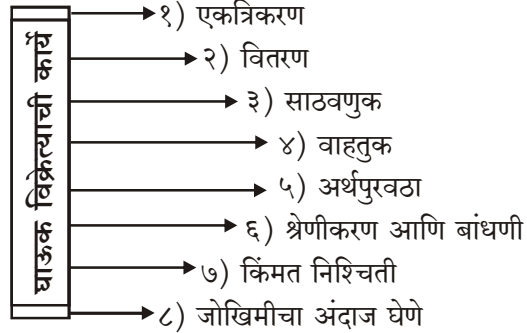 घाऊक विक्रेत्याची कार्ये
१) एकत्रिकरण
२) वितरण
३) साठवणुक
४) वाहतुक
५) अर्थपुरवठा
६) श्रेणीकरण आणि बांधणी
७) किंमत निश्चिती
८) जोखिमीचा अंदाज घेणे